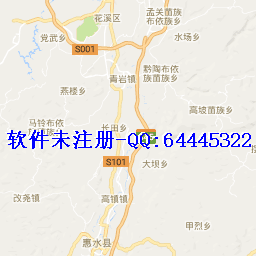 花溪区
孟关苗族
布依族乡
党武乡
水场乡
S001
黔陶布依
族苗族乡
青岩镇
燕楼乡
高坡苗族乡
马铃布依
族苗族乡
长田乡
软件未注册-QQ:64445322
S101
大坝乡
改尧镇
高镇镇
甲烈乡
惠水县